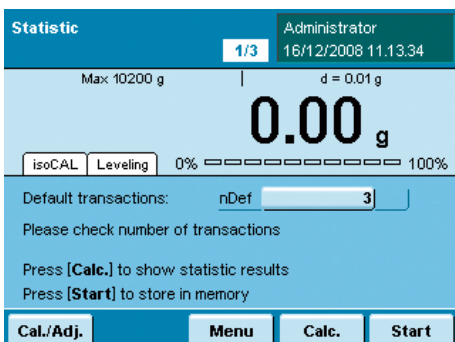 Statistic
Administrator
1/3
16/12/2008 11.13.34
Max 10200 g
d = 0.01 g
0.00 g
isoCAL Leveling 0% 100%
Default transactions: nDef 3
Please check number of transactions
Press [Calc.] to show statistic results
Press [Start] to store in memory
Cal./Adj. Menu Calc. Start